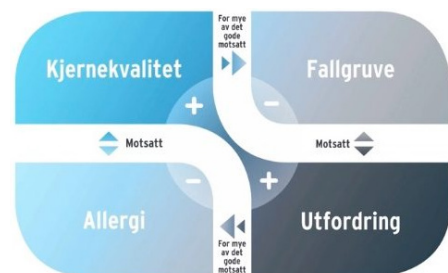 For mye
av det
gode
motsatt
Kjernekvalitet
Fallgruve
+
−
Motsatt
Motsatt
−
+
Allergi
Utfordring
For mye
av det
gode
motsatt